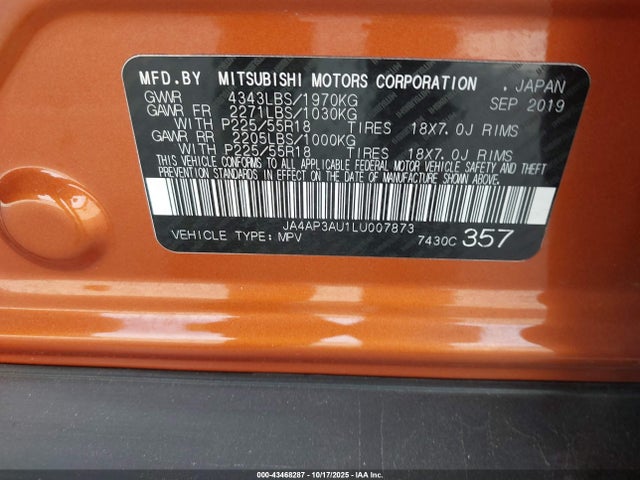 MFD.BY MITSUBISHI MOTORS CORPORATION , JAPAN
GVWR 4343LBS/1970KG SEP 2019
GAWR FR 2271LBS/1030KG
WITH P225/55R18 TIRES 18X7.0J RIMS
GAWR RR 2205LBS/1000KG
WITH P225/55R18 TIRES 18X7.0J RIMS
THIS VEHICLE CONFORMS TO ALL APPLICABLE FEDERAL MOTOR VEHICLE SAFETY AND THEFT
PREVENTION STANDARDS IN EFFECT ON THE DATE OF MANUFACTURE SHOWN ABOVE.
JA4AP3AU1LU007873
VEHICLE TYPE: MPV 7430C 357
000-43468287 - 10/17/2025 - IAAI.COM